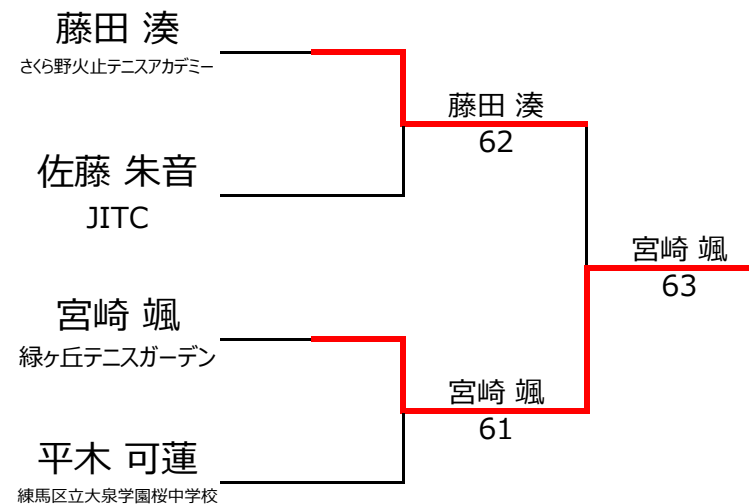 藤田 湊
さくら野火止テニスアカデミー
佐藤 朱音
JITC
宮崎 颯
緑ヶ丘テニスガーデン
平木 可蓮
練馬区立大泉学園桜中学校
藤田 湊
62
宮崎 颯
61
宮崎 颯
63